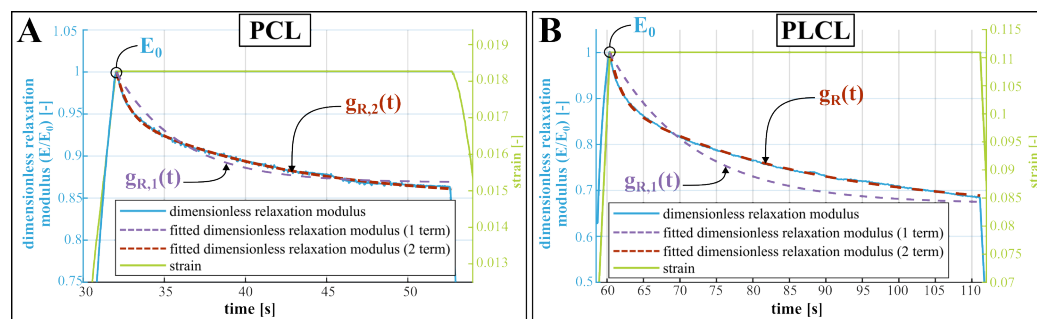 A
PCL
E0
1.05
1
0.95
0.9
0.85
0.8
0.75
dimensionless relaxation
modulus (E/E0) [-]
gR,2(t)
gR,1(t)
dimensionless relaxation modulus
fitted dimensionless relaxation modulus (1 term)
fitted dimensionless relaxation modulus (2 term)
strain
30 35 40 45 50
time [s]
0.019
0.018
0.017
0.016
0.015
0.014
0.013
strain [-]
B
PLCL
E0
1
0.9
0.8
0.7
0.6
0.5
dimensionless relaxation
modulus (E/E0) [-]
gR(t)
gR,1(t)
dimensionless relaxation modulus
fitted dimensionless relaxation modulus (1 term)
fitted dimensionless relaxation modulus (2 term)
strain
60 65 70 75 80 85 90 95 100 105 110
time [s]
0.115
0.11
0.105
0.1
0.095
0.09
0.085
0.08
0.075
0.07
strain [-]